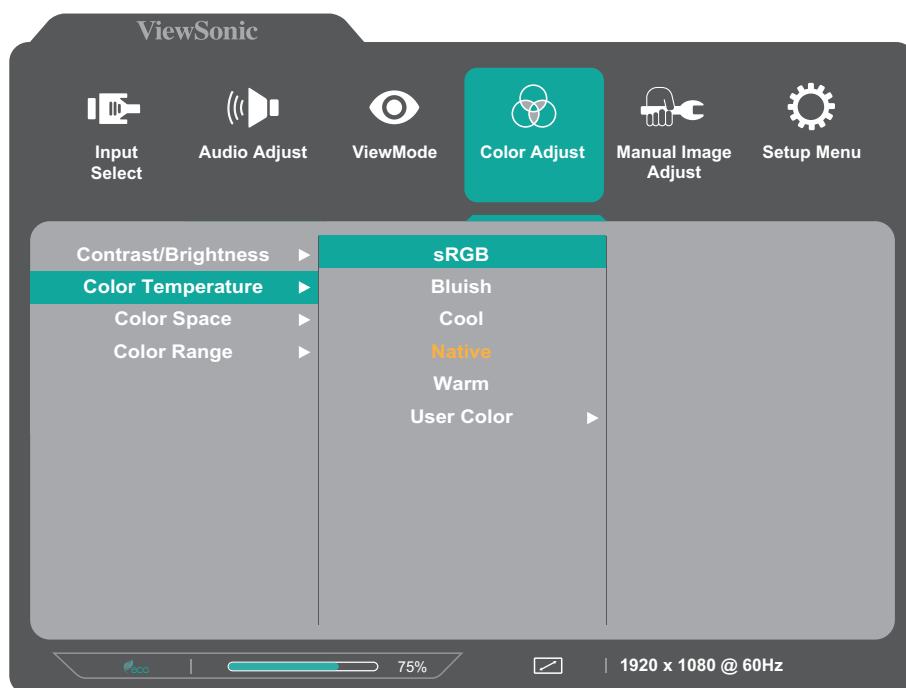 ViewSonic
Input Select
Audio Adjust
ViewMode
Color Adjust
Manual Image Adjust
Setup Menu
Contrast/Brightness
Color Temperature
Color Space
Color Range
sRGB
Bluish
Cool
Native
Warm
User Color
eco
75%
1920 x 1080 @ 60Hz